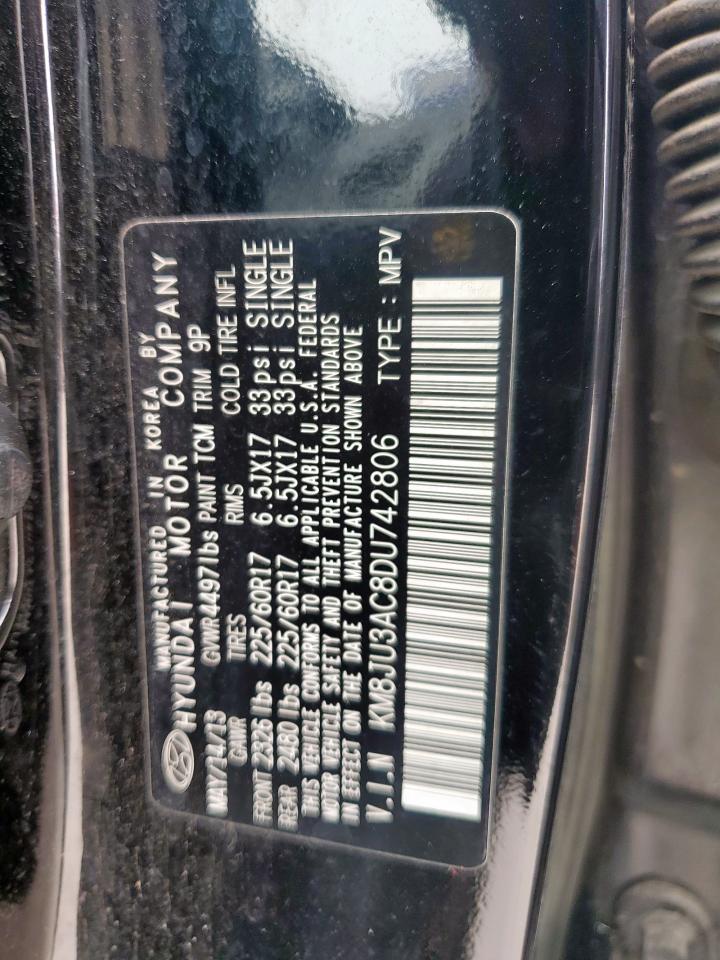 MANUFACTURED IN KOREA BY
HYUNDAI MOTOR COMPANY
MAY/14/13 GVWR 4497 lbs PAINT TCM TRIM 9P
GAWR TIRES RIMS COLD TIRE INFL
FRONT 2326 lbs 225/60R17 6.5JX17 33psi SINGLE
REAR 2480 lbs 225/60R17 6.5JX17 33psi SINGLE
THIS VEHICLE CONFORMS TO ALL APPLICABLE U.S.A. FEDERAL
MOTOR VEHICLE SAFETY AND THEFT PREVENTION STANDARDS
IN EFFECT ON THE DATE OF MANUFACTURE SHOWN ABOVE
V.I.N KM8JU3AC8DU742806 TYPE : MPV